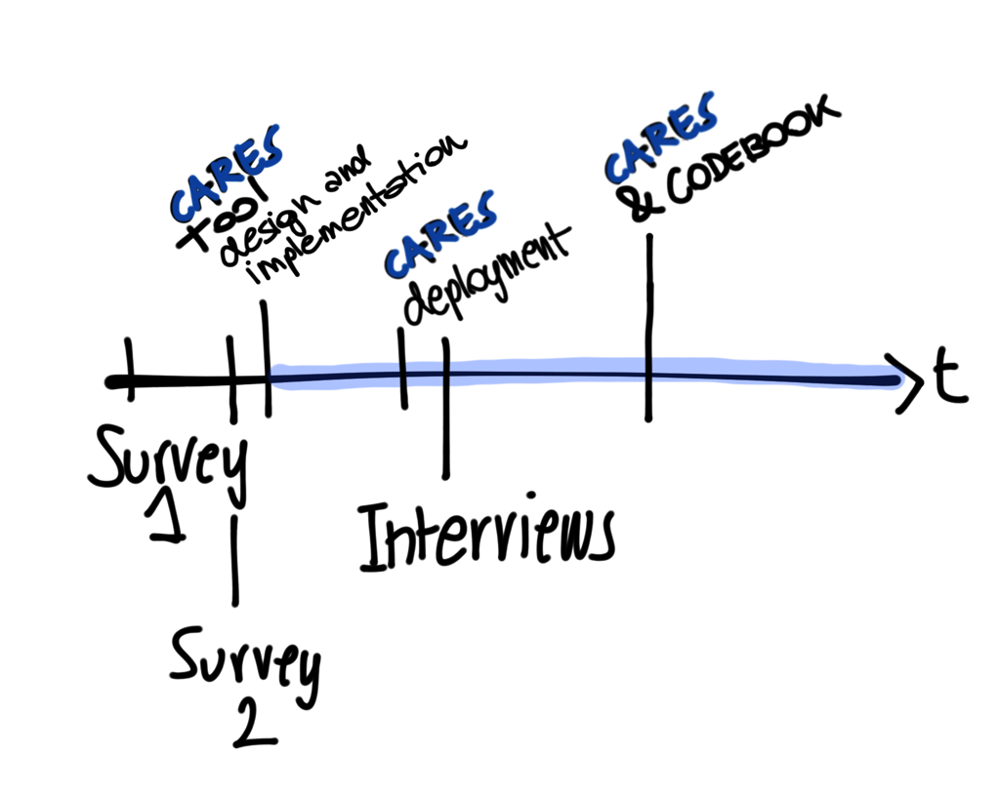 CARES
tool
design and
implementation
CARES
deployment
CARES
& CODEBOOK
t
Survey
1
Interviews
Survey
2